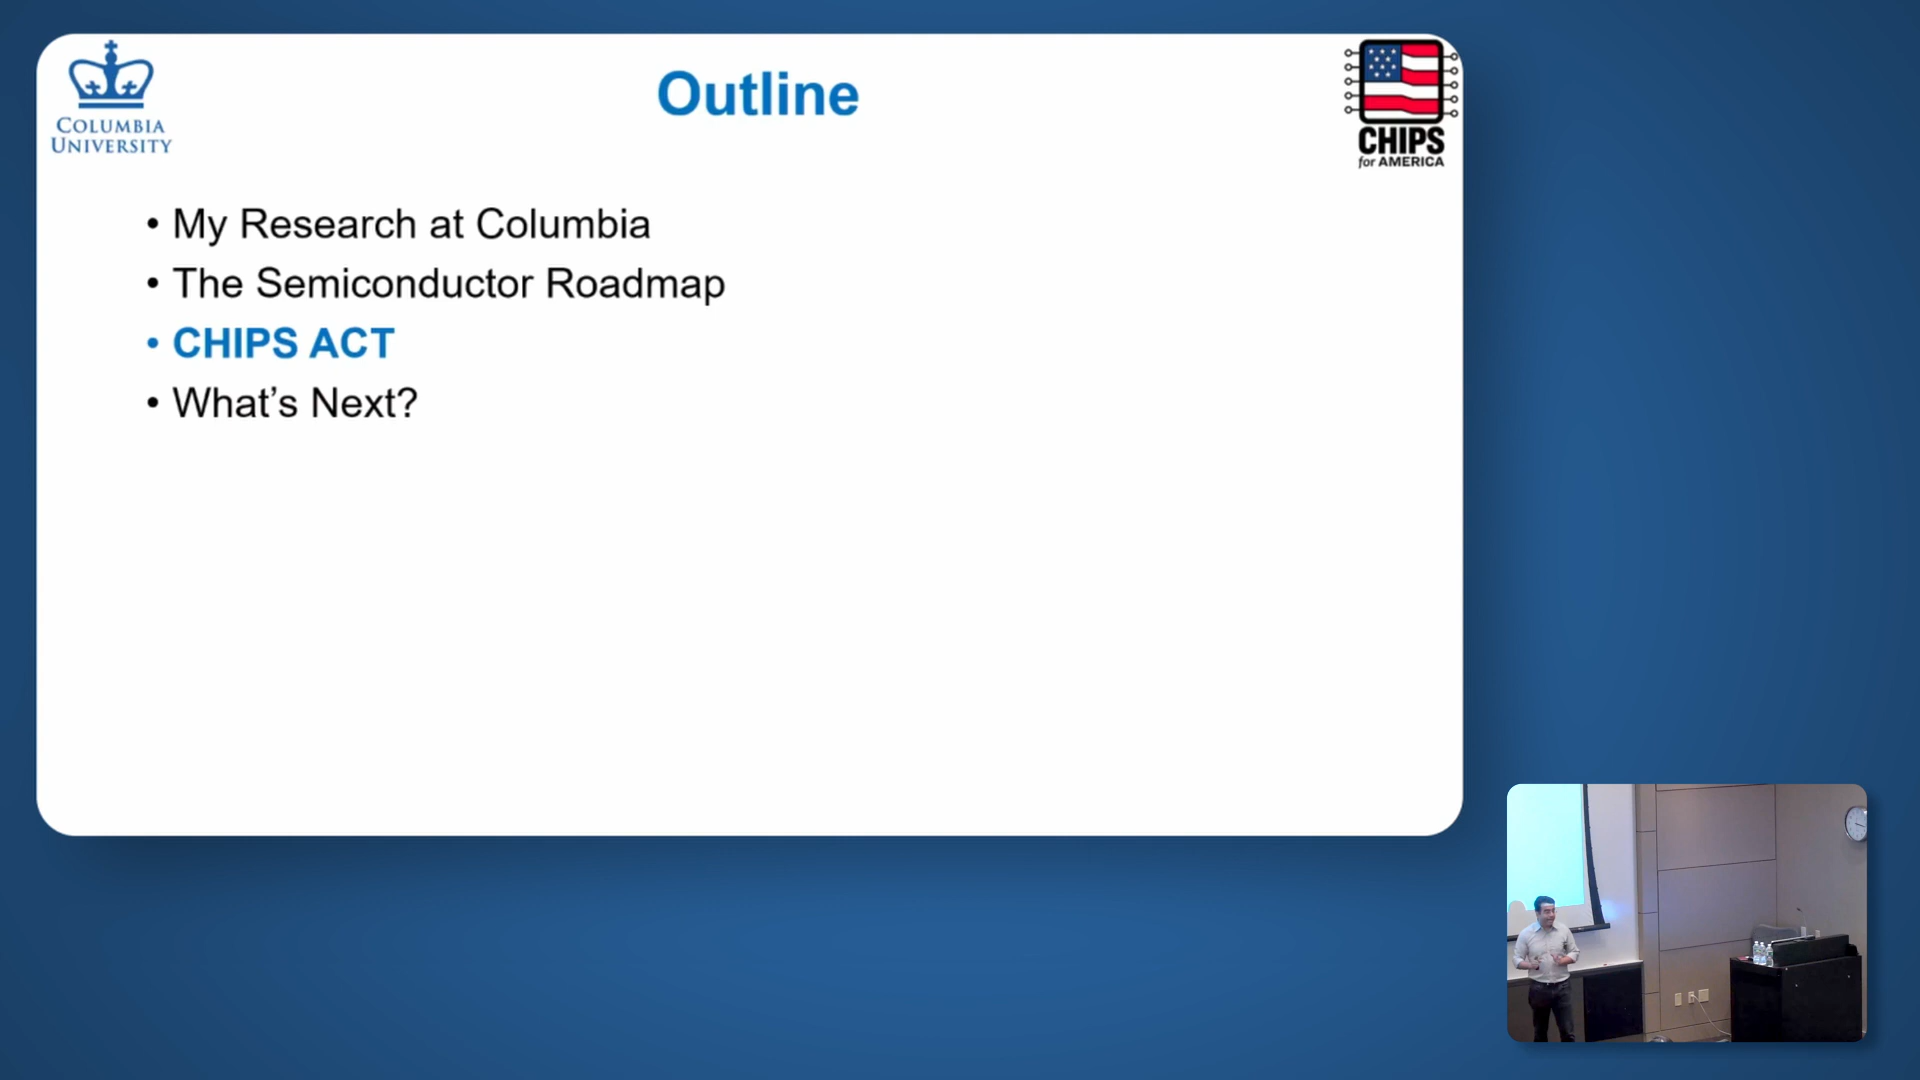 COLUMBIA
UNIVERSITY
Outline
CHIPS
for AMERICA
• My Research at Columbia
• The Semiconductor Roadmap
• CHIPS ACT
• What’s Next?